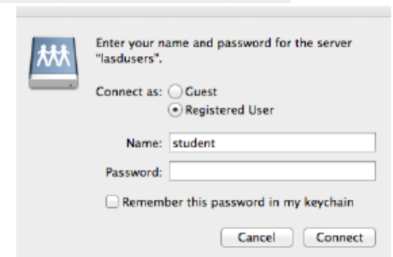 Enter your name and password for the server
"lasdusers".
Connect as: Guest
Registered User
Name: student
Password:
Remember this password in my keychain
Cancel Connect